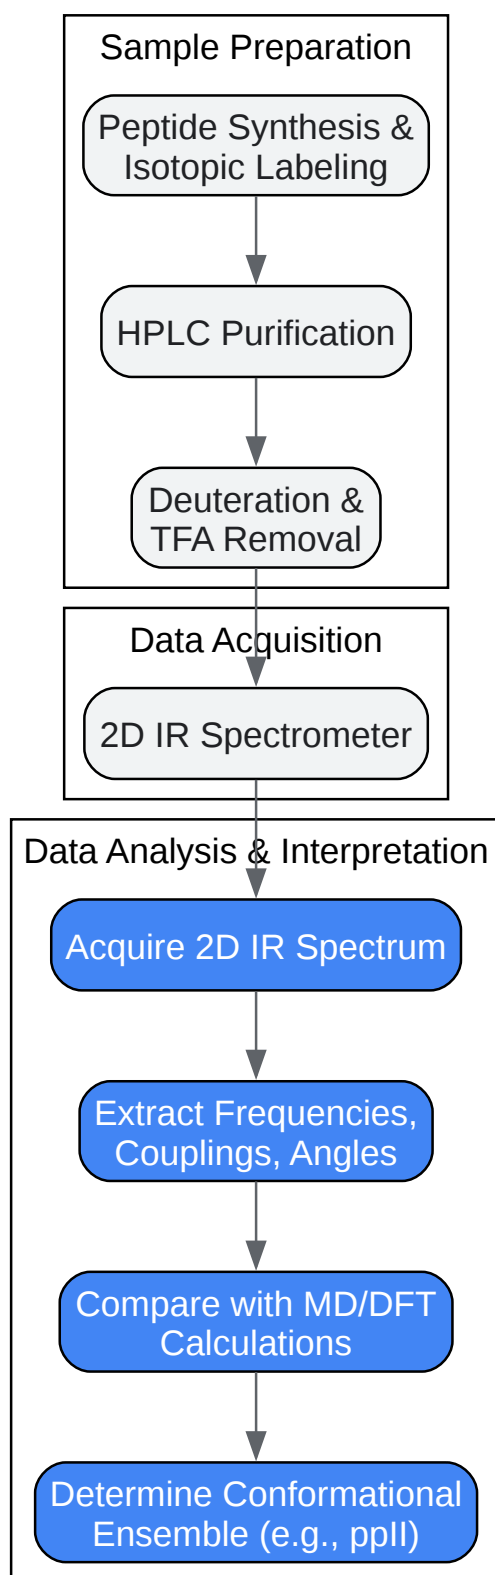 Sample Preparation
Peptide Synthesis &
Isotopic Labeling
HPLC Purification
Deuteration &
TFA Removal
Data Acquisition
2D IR Spectrometer
Data Analysis & Interpretation
Acquire 2D IR Spectrum
Extract Frequencies,
Couplings, Angles
Compare with MD/DFT
Calculations
Determine Conformational
Ensemble (e.g., ppII)